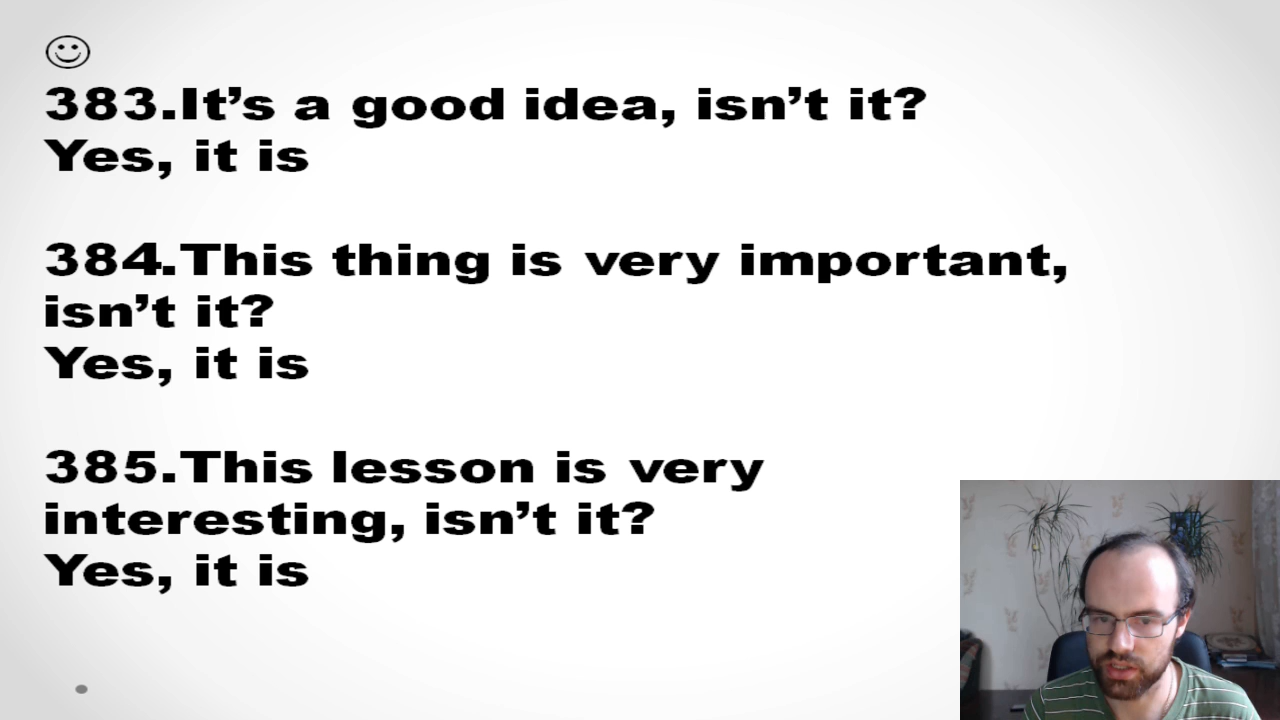 383.It’s a good idea, isn’t it?
Yes, it is
384.This thing is very important,
isn’t it?
Yes, it is
385.This lesson is very
interesting, isn’t it?
Yes, it is